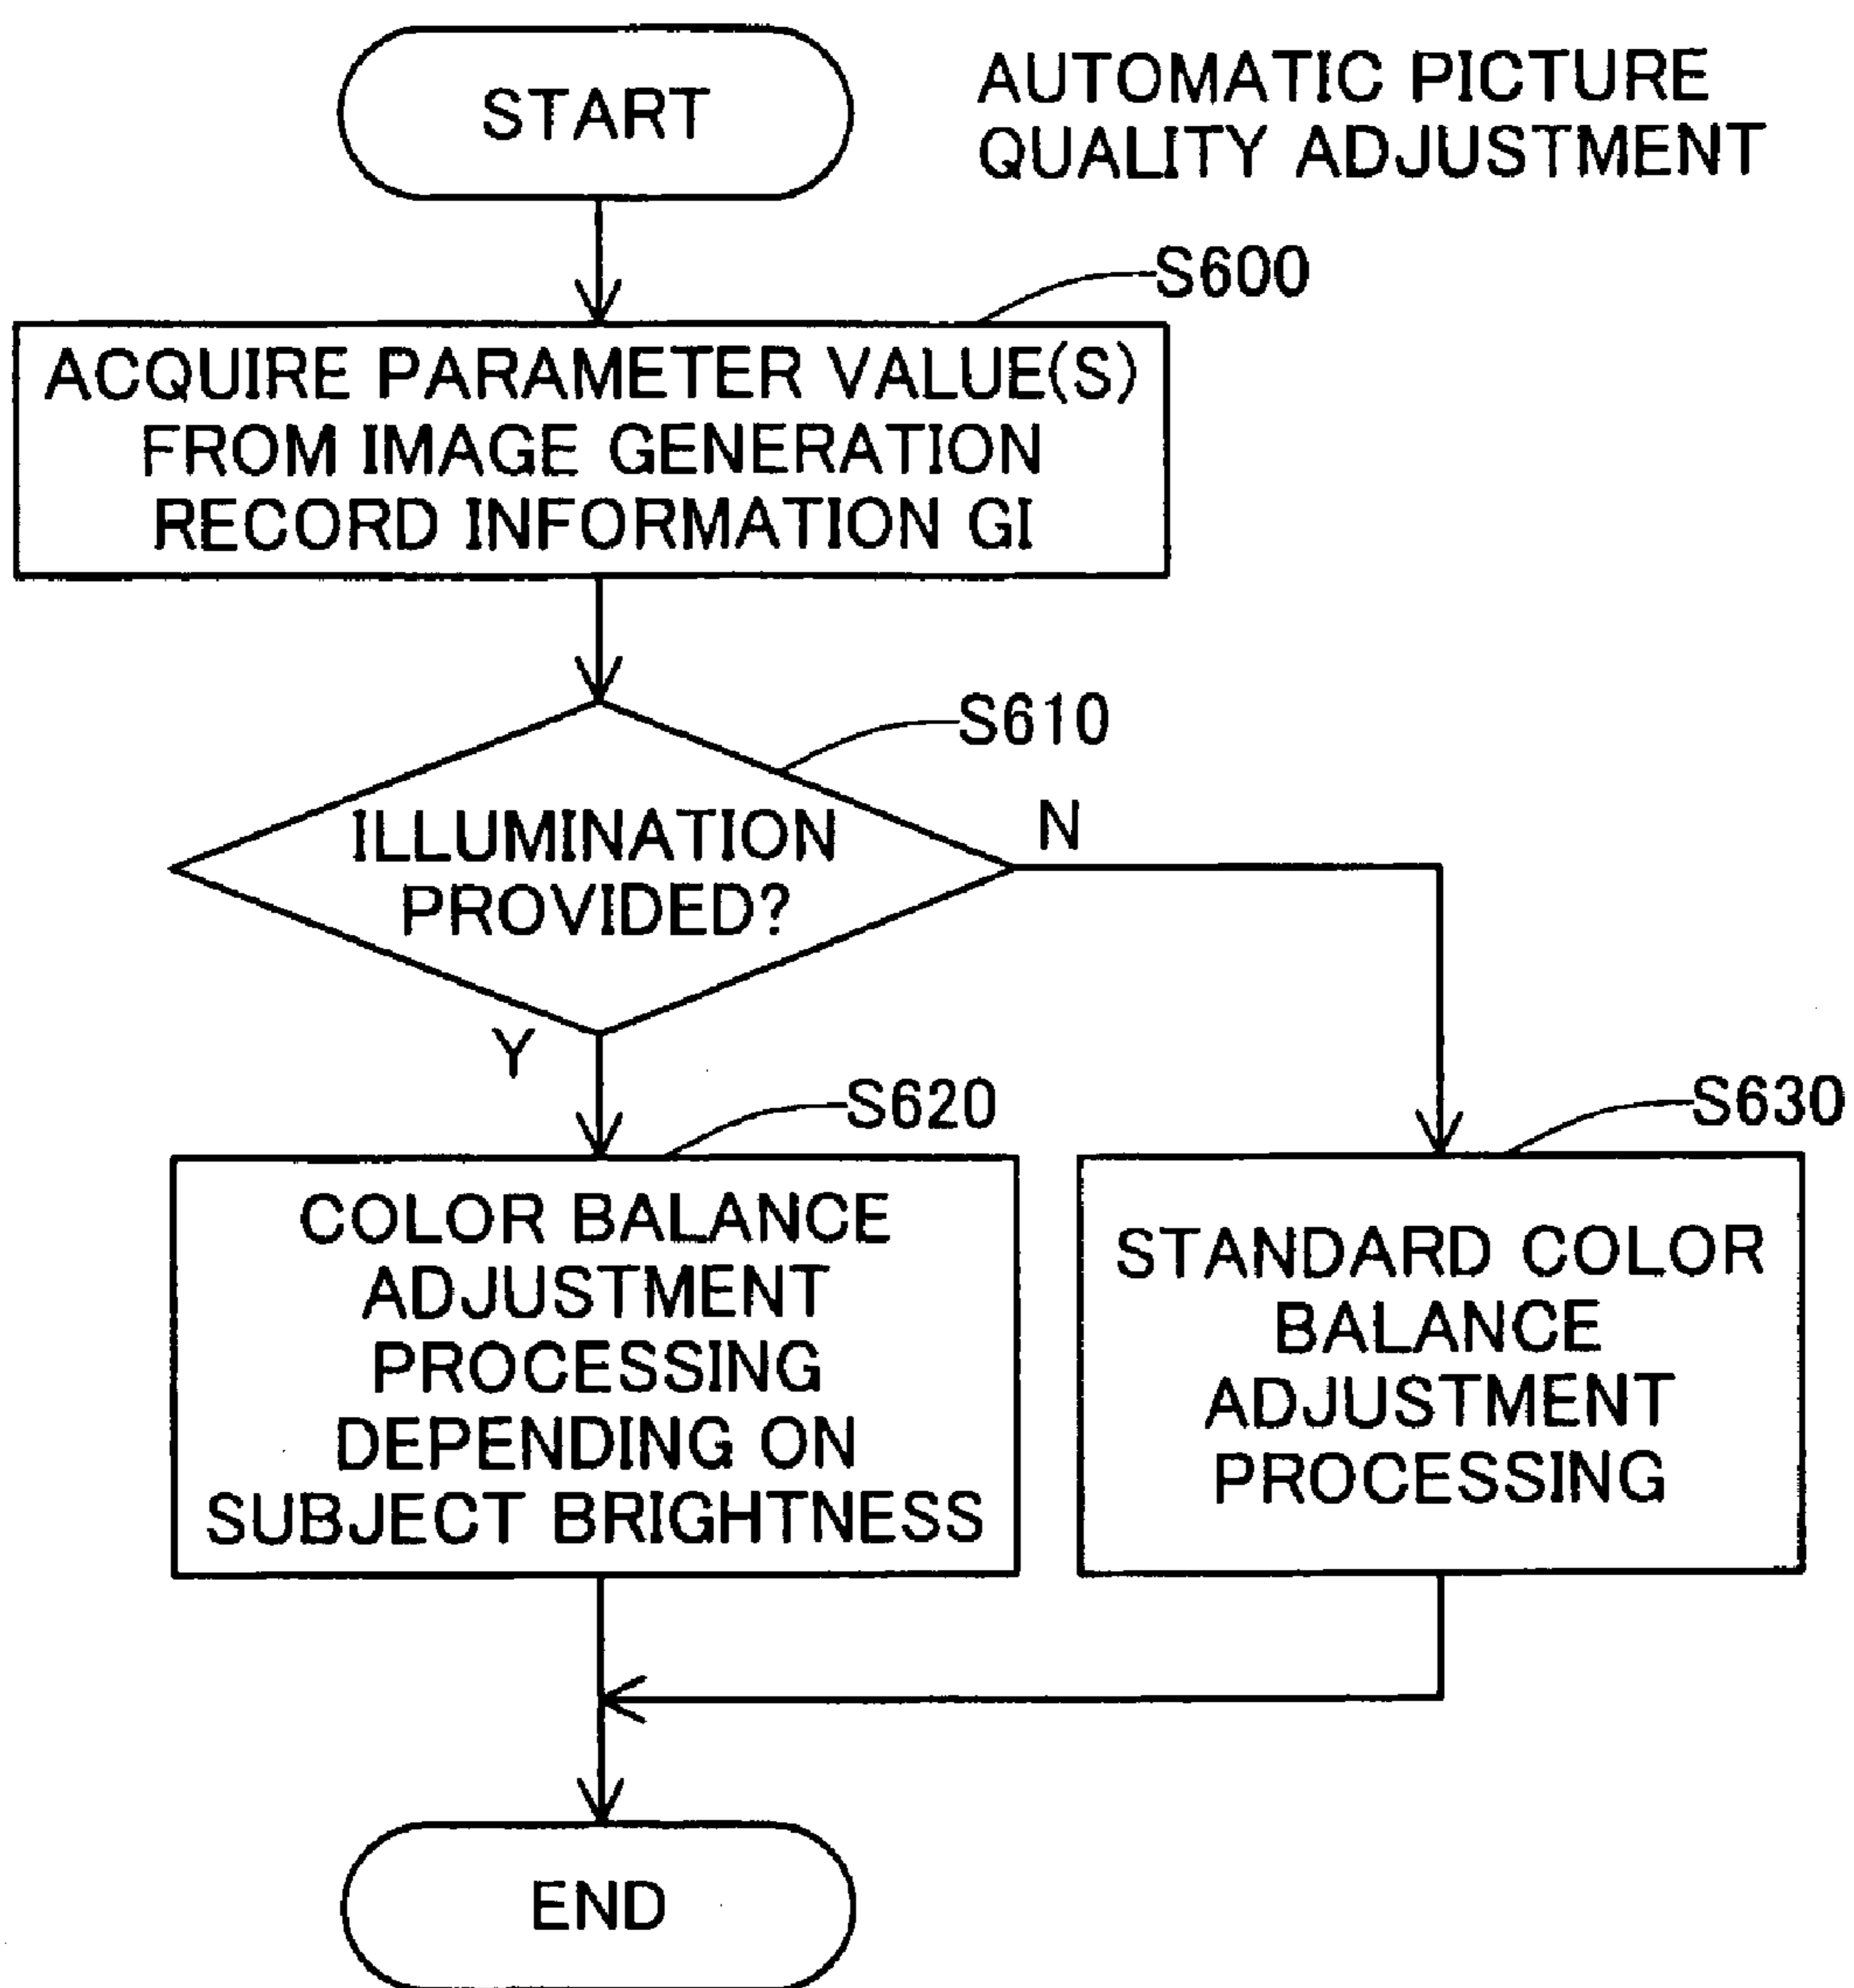 START
AUTOMATIC PICTURE
QUALITY ADJUSTMENT
S600
ACQUIRE PARAMETER VALUE(S)
FROM IMAGE GENERATION
RECORD INFORMATION GI
S610
ILLUMINATION
PROVIDED?
N
Y
S620
COLOR BALANCE
ADJUSTMENT
PROCESSING
DEPENDING ON
SUBJECT BRIGHTNESS
S630
STANDARD COLOR
BALANCE
ADJUSTMENT
PROCESSING
END